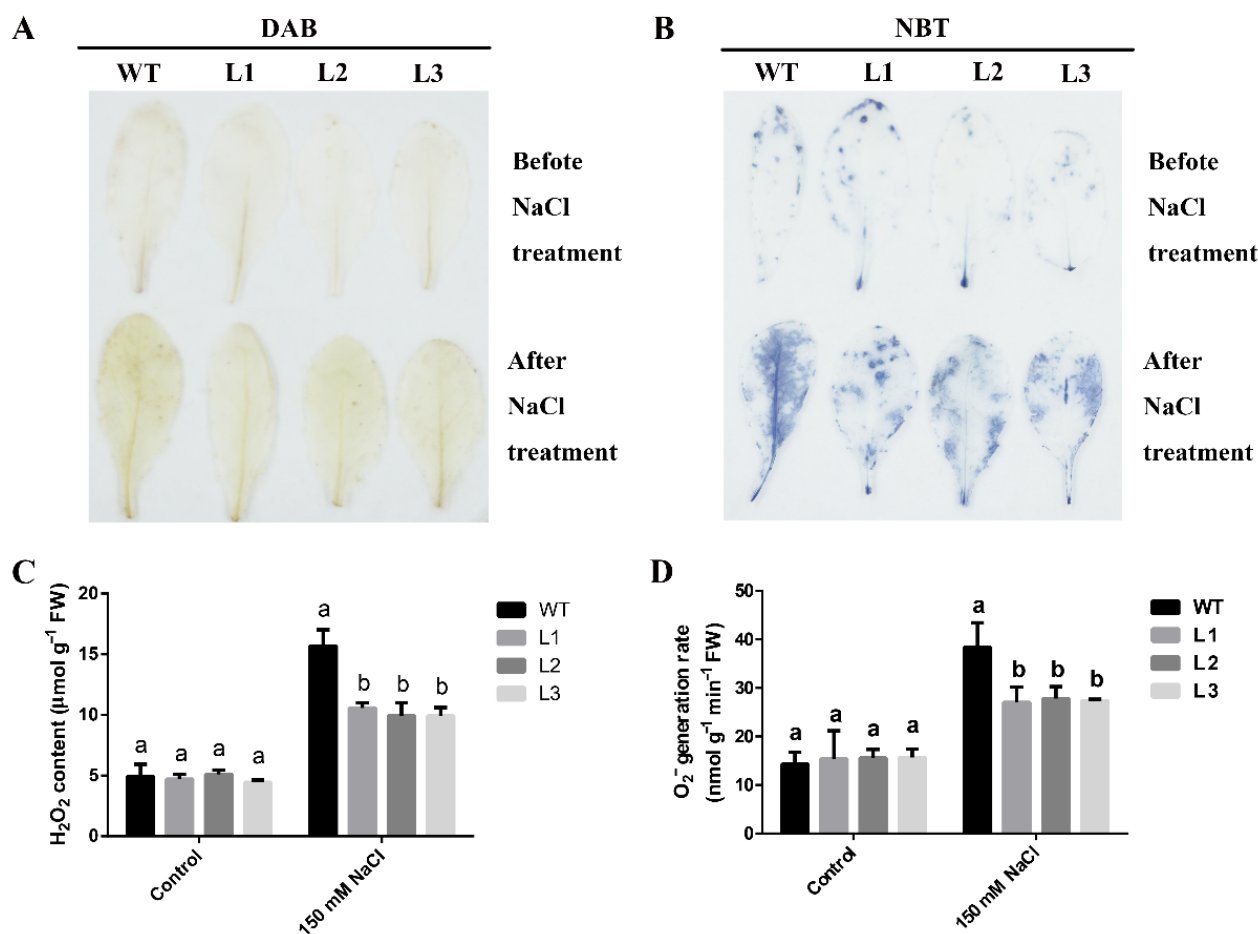 A
DAB
WT L1 L2 L3
Befote
NaCl
treatment
After
NaCl
treatment
B
NBT
WT L1 L2 L3
Befote
NaCl
treatment
After
NaCl
treatment
C
H₂O₂ content (μmol g⁻¹ FW)
20
15
10
5
0
a a a a
a b b b
Control
150 mM NaCl
WT
L1
L2
L3
D
O₂⁻ generation rate
(nmol g⁻¹ min⁻¹ FW)
50
40
30
20
10
0
a a a a
a b b b
Control
150 mM NaCl
WT
L1
L2
L3